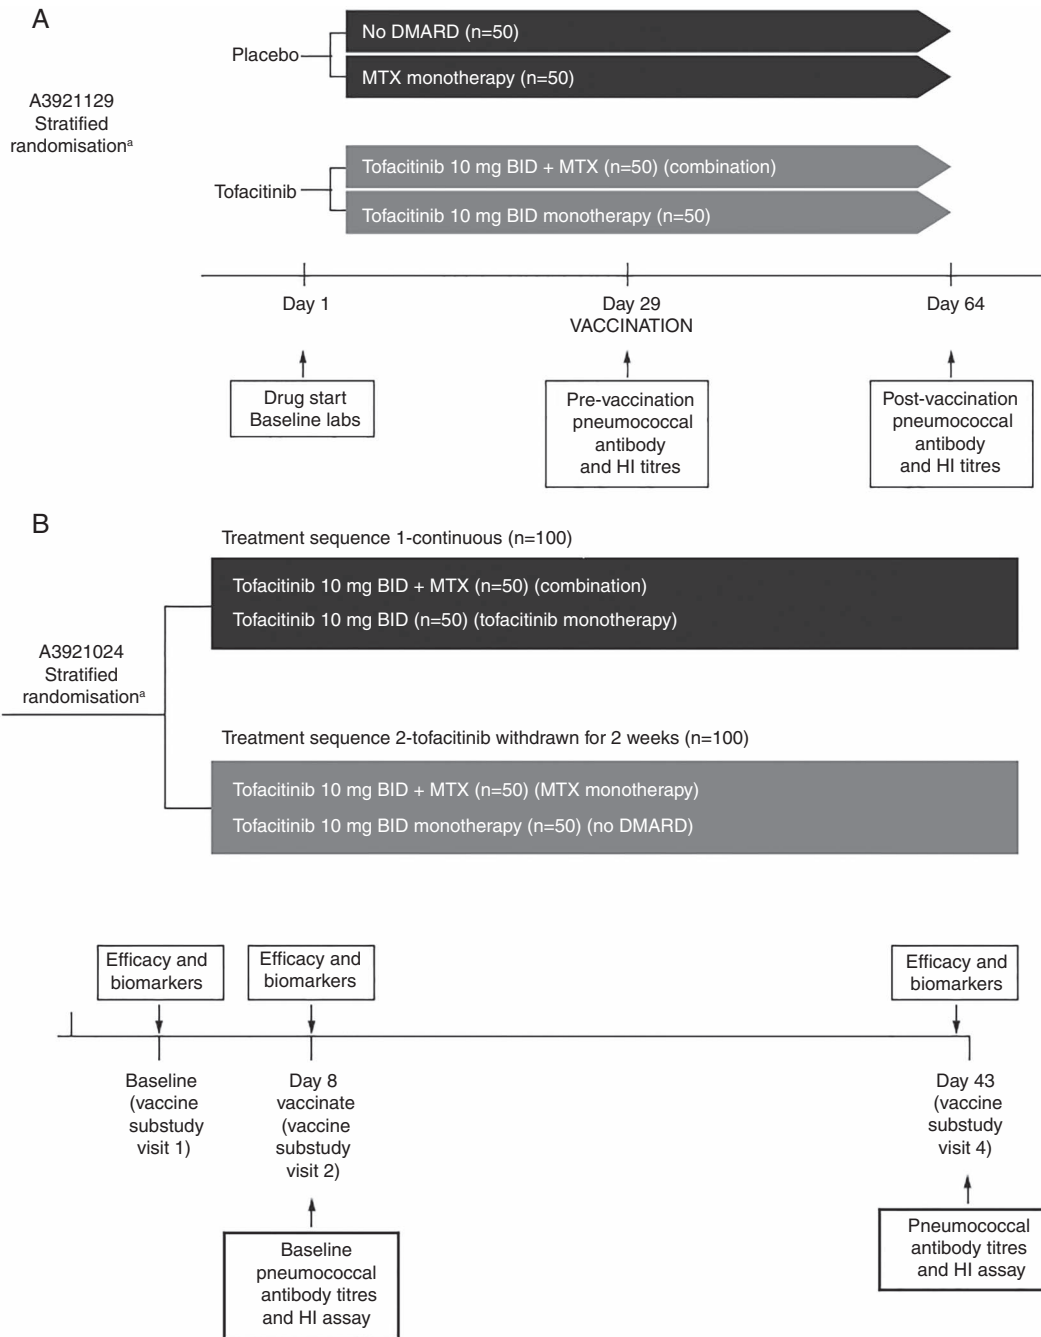 A
A3921129
Stratified
randomisationa
Placebo
No DMARD (n=50)
MTX monotherapy (n=50)
Tofacitinib
Tofacitinib 10 mg BID + MTX (n=50) (combination)
Tofacitinib 10 mg BID monotherapy (n=50)
Day 1
Day 29
VACCINATION
Day 64
Drug start
Baseline labs
Pre-vaccination
pneumococcal
antibody
and HI titres
Post-vaccination
pneumococcal
antibody
and HI titres
B
A3921024
Stratified
randomisationa
Treatment sequence 1-continuous (n=100)
Tofacitinib 10 mg BID + MTX (n=50) (combination)
Tofacitinib 10 mg BID (n=50) (tofacitinib monotherapy)
Treatment sequence 2-tofacitinib withdrawn for 2 weeks (n=100)
Tofacitinib 10 mg BID + MTX (n=50) (MTX monotherapy)
Tofacitinib 10 mg BID monotherapy (n=50) (no DMARD)
Efficacy and
biomarkers
Efficacy and
biomarkers
Efficacy and
biomarkers
Baseline
(vaccine
substudy
visit 1)
Day 8
vaccinate
(vaccine
substudy
visit 2)
Day 43
(vaccine
substudy
visit 4)
Baseline
pneumococcal
antibody titres
and HI assay
Pneumococcal
antibody titres
and HI assay